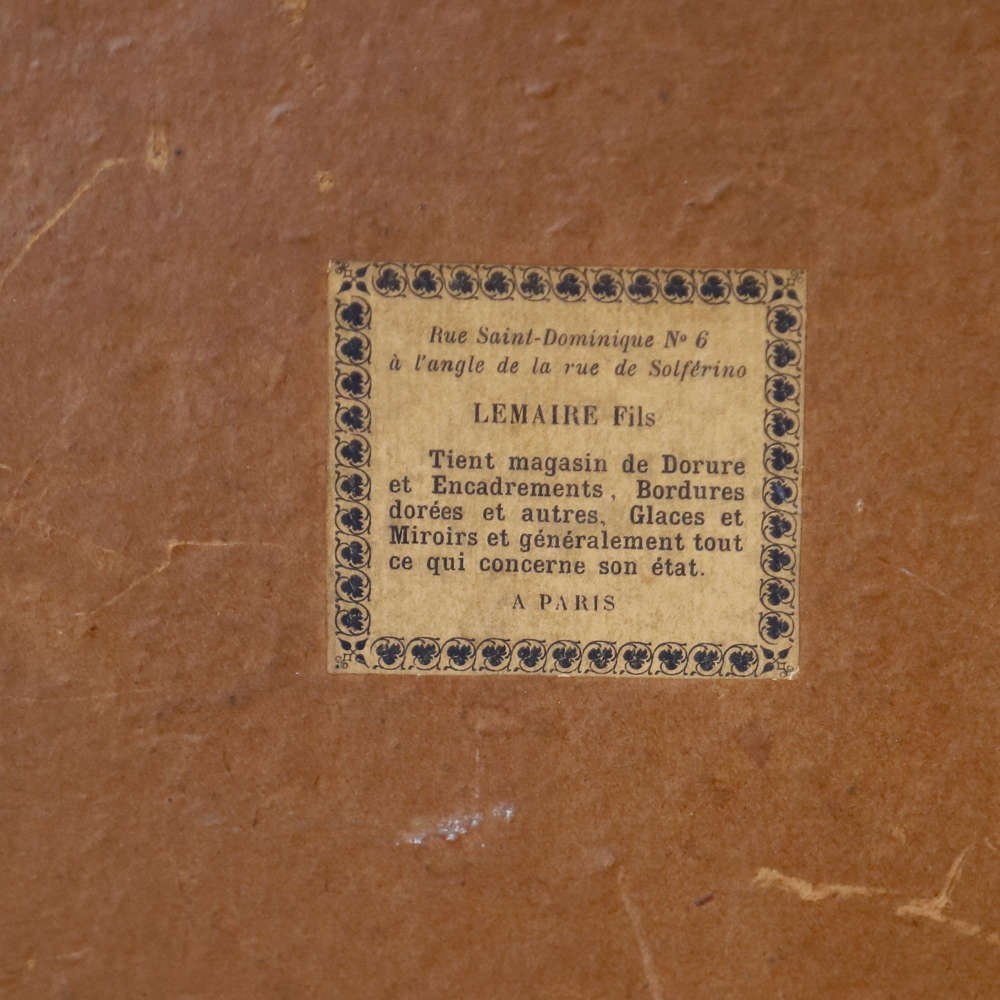 Rue Saint-Dominique Nº 6
à l'angle de la rue de Solférino
LEMAIRE Fils
Tient magasin de Dorure
et Encadrements, Bordures
dorées et autres, Glaces et
Miroirs et généralement tout
ce qui concerne son état.
A PARIS